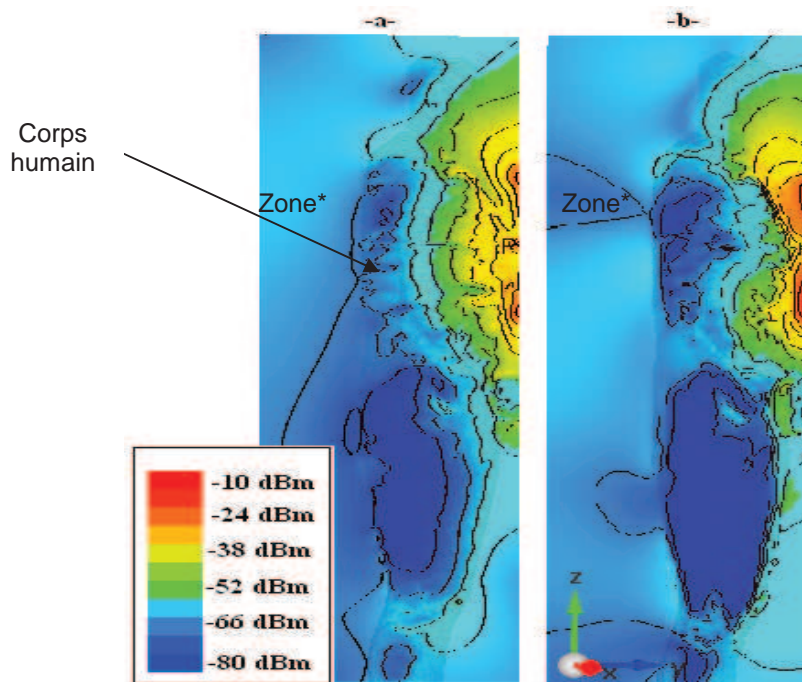 -a-
-b-
Corps
humain
Zone*
Zone*
-10 dBm
-24 dBm
-38 dBm
-52 dBm
-66 dBm
-80 dBm
z
x